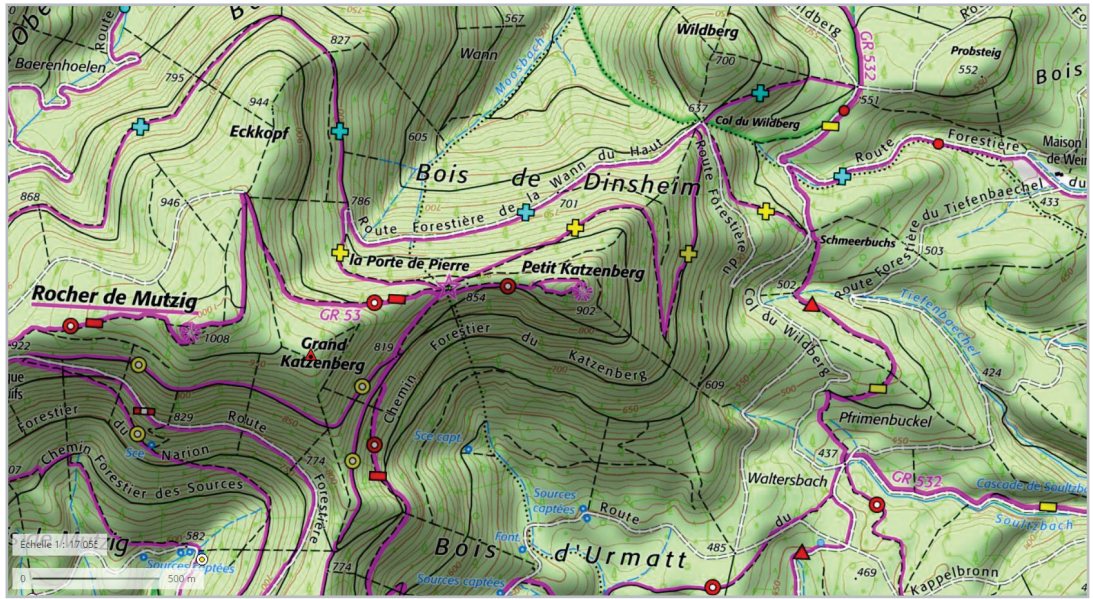 567
827
Wann
Wildberg
700
GR 532
Probsteig
552
Bois
Route
Baerenhoelen
795
Moosbach
944
Eckkopf
605
637
Col du Wildberg
551
Route Forestière
Maison
de Wei
868
946
Bois de Dinsheim
786
Route Forestière de la Wann du Haut
701
Route Forestière
433
du
Schmeerbuchs
503
Route Forestière du Tiefenbaechel
la Porte de Pierre
Petit Katzenberg
854
902
Rocher de Mutzig
GR 53
1008
922
Grand
Katzenberg
819
Chemin Forestier du Katzenberg
502
Col du Wildberg
Tiefenbaechel
424
609
829
Route Forestière
Forestier du Narion
Sce
774
Sce capt.
Pfrimenbuckel
437
Waltersbach
GR 532
Cascade de Soultzb
Soultzbach
Chemin Forestier des Sources
Sources
captées
Route
du
Font.
485
Bois d'Urmatt
582
Sources captées
774
Sources captées
469
Kappelbronn
Echelle 1 : 17 055
0
500 m